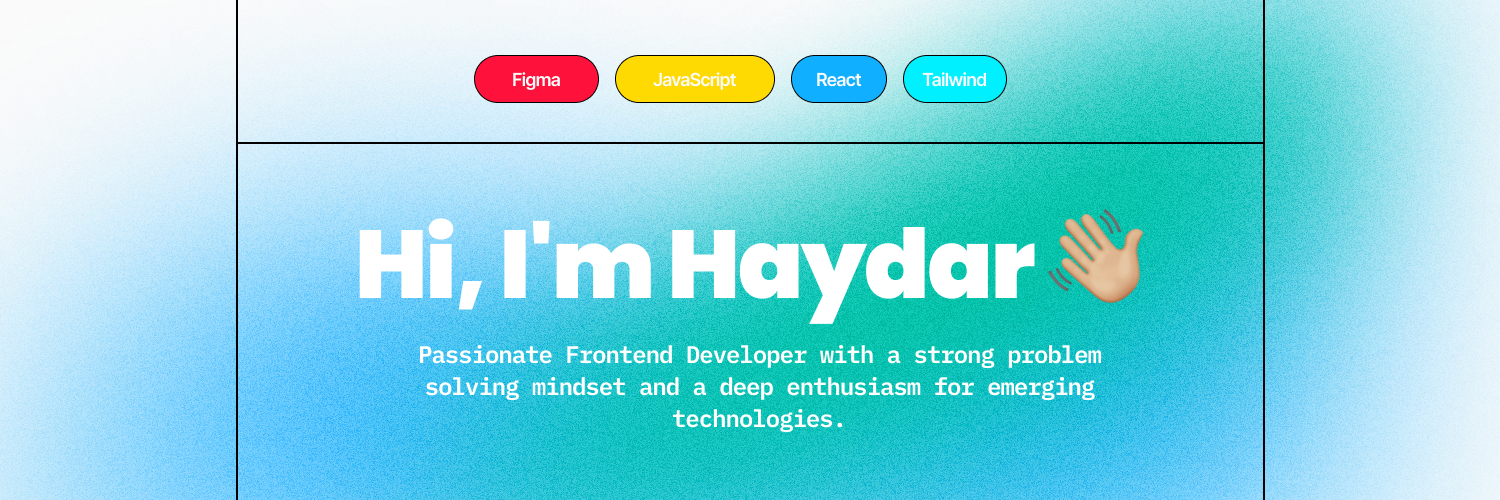 Figma JavaScript React Tailwind
Hi, I'm Haydar 👋🏼
Passionate Frontend Developer with a strong problem
solving mindset and a deep enthusiasm for emerging
technologies.